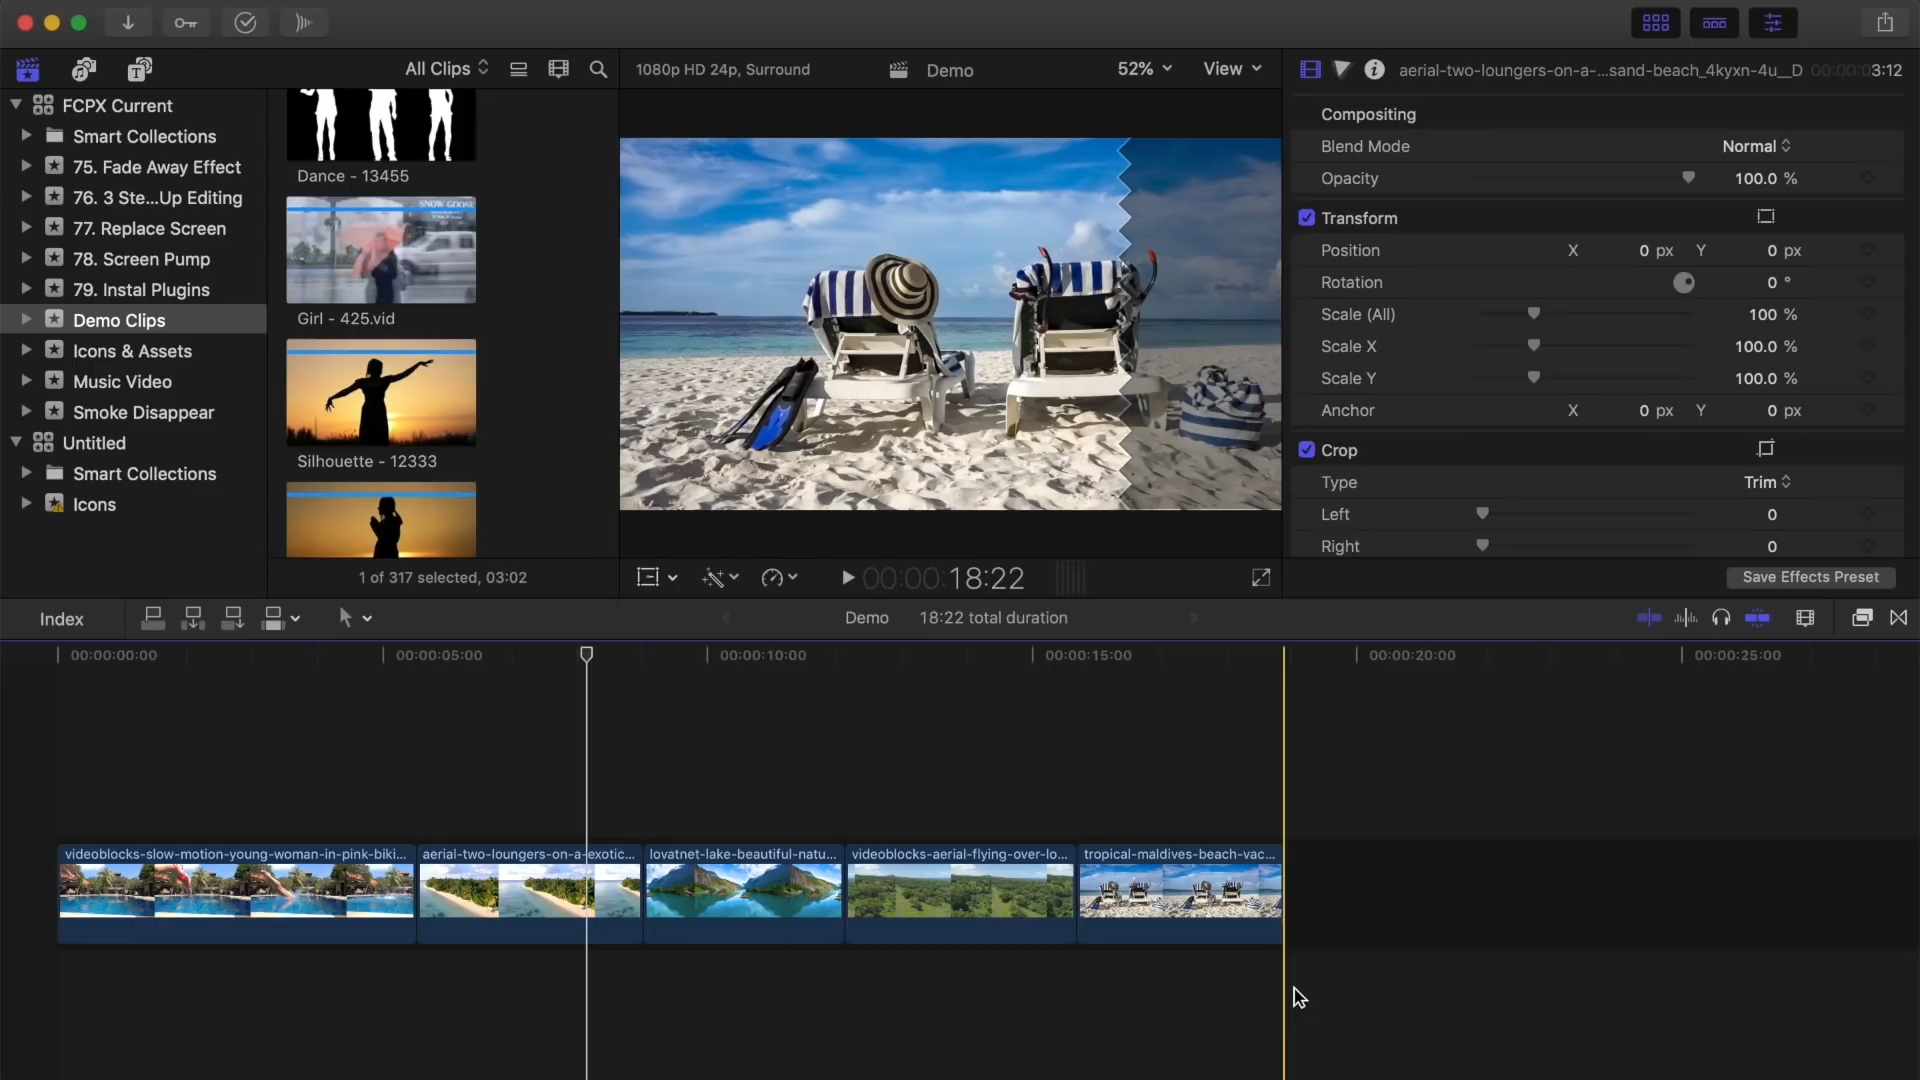 All Clips
1080p HD 24p, Surround
Demo
52%
View
aerial-two-loungers-on-a-...sand-beach_4kyxn-4u__D
00:00:03:12
FCPX Current
Smart Collections
75. Fade Away Effect
76. 3 Ste...Up Editing
77. Replace Screen
78. Screen Pump
79. Instal Plugins
Demo Clips
Icons & Assets
Music Video
Smoke Disappear
Untitled
Smart Collections
Icons
Dance - 13455
SNOW GOOSE
Girl - 425.vid
Silhouette - 12333
1 of 317 selected, 03:02
00:00:18:22
Compositing
Blend Mode Normal
Opacity 100.0 %
Transform
Position X 0 px Y 0 px
Rotation 0 °
Scale (All) 100 %
Scale X 100.0 %
Scale Y 100.0 %
Anchor X 0 px Y 0 px
Crop
Type Trim
Left 0
Right 0
Save Effects Preset
Index
Demo 18:22 total duration
00:00:00:00 00:00:05:00 00:00:10:00 00:00:15:00 00:00:20:00 00:00:25:00
videoblocks-slow-motion-young-woman-in-pink-biki...
aerial-two-loungers-on-a-exotic...
lovatnet-lake-beautiful-natu...
videoblocks-aerial-flying-over-lo...
tropical-maldives-beach-vac...